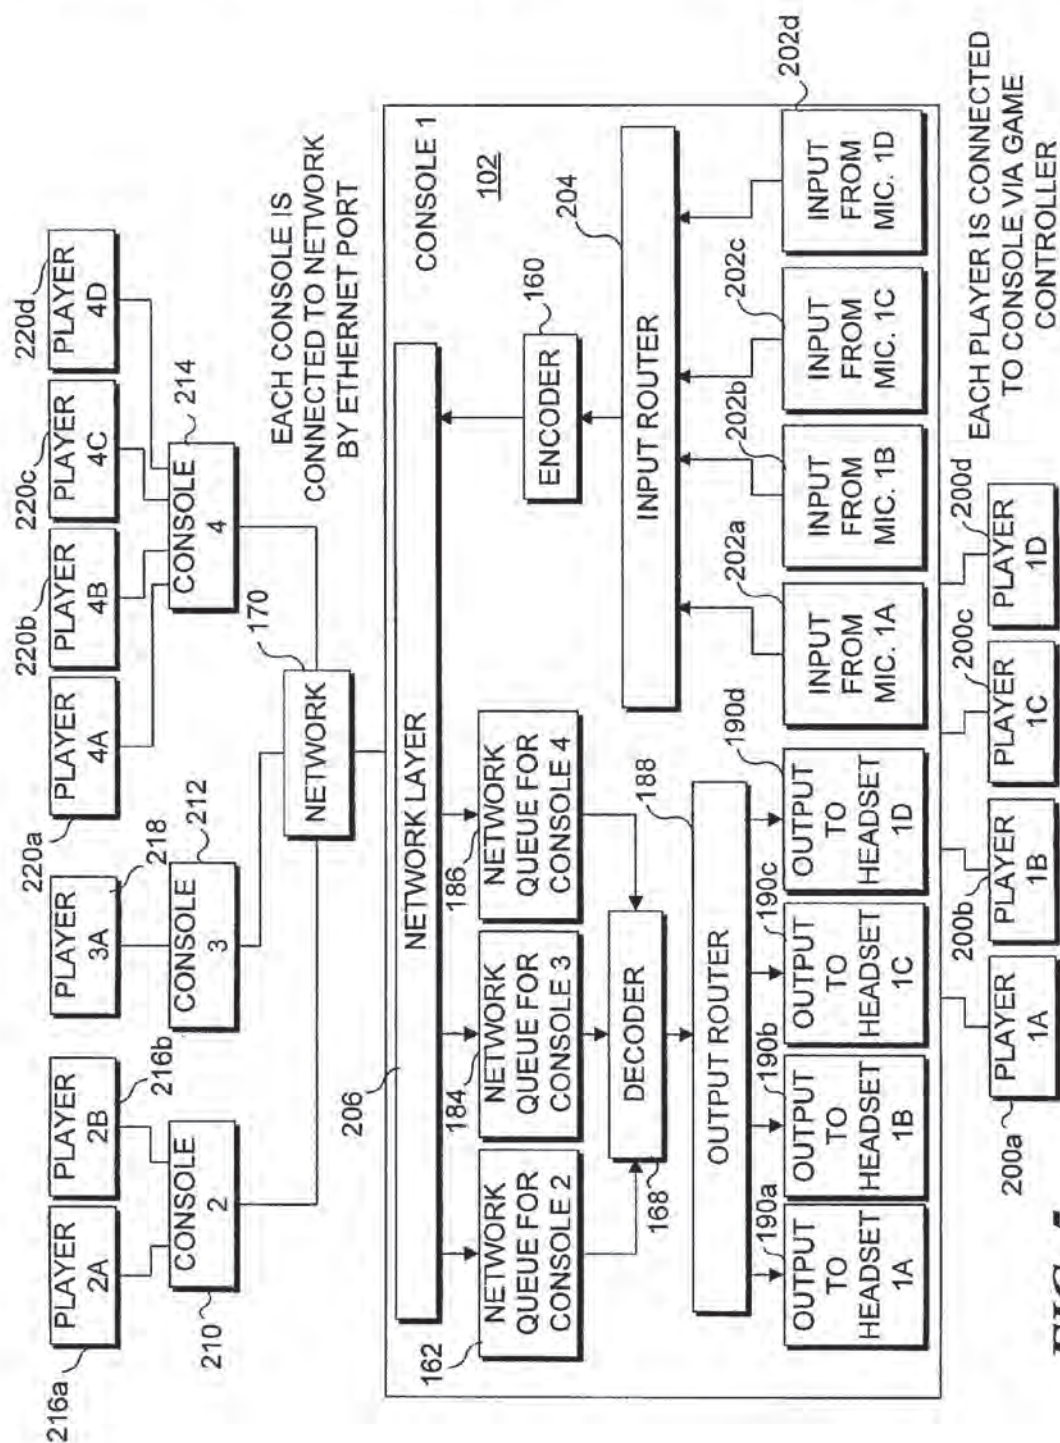 216a
PLAYER
2A
PLAYER
2B
216b
PLAYER
3A
218
220a
PLAYER
4A
220b
PLAYER
4B
220c
PLAYER
4C
220d
PLAYER
4D
210
CONSOLE
2
CONSOLE
3
212
CONSOLE
4
214
NETWORK
170
EACH CONSOLE IS
CONNECTED TO NETWORK
BY ETHERNET PORT
206
NETWORK LAYER
CONSOLE 1
102
162
NETWORK
QUEUE FOR
CONSOLE 2
184
NETWORK
QUEUE FOR
CONSOLE 3
186
NETWORK
QUEUE FOR
CONSOLE 4
ENCODER
160
168
DECODER
INPUT ROUTER
204
OUTPUT ROUTER
188
190a
190b
190c
190d
202a
202b
202c
202d
OUTPUT
TO
HEADSET
1A
OUTPUT
TO
HEADSET
1B
OUTPUT
TO
HEADSET
1C
OUTPUT
TO
HEADSET
1D
INPUT
FROM
MIC. 1A
INPUT
FROM
MIC. 1B
INPUT
FROM
MIC. 1C
INPUT
FROM
MIC. 1D
200a
PLAYER
1A
200b
PLAYER
1B
200c
PLAYER
1C
200d
PLAYER
1D
EACH PLAYER IS CONNECTED
TO CONSOLE VIA GAME
CONTROLLER